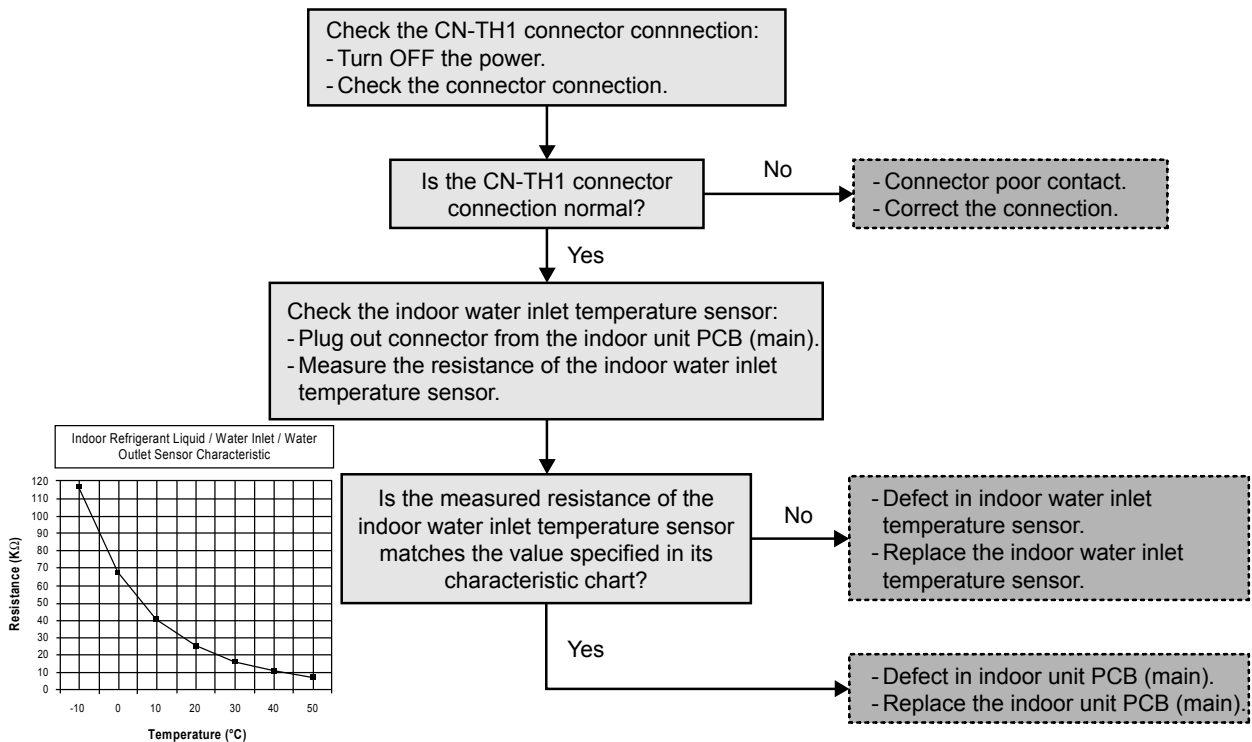 Check the CN-TH1 connector connnection:
- Turn OFF the power.
- Check the connector connection.
Is the CN-TH1 connector
connection normal?
No
- Connector poor contact.
- Correct the connection.
Yes
Check the indoor water inlet temperature sensor:
- Plug out connector from the indoor unit PCB (main).
- Measure the resistance of the indoor water inlet
temperature sensor.
Indoor Refrigerant Liquid / Water Inlet / Water
Outlet Sensor Characteristic
Resistance (KΩ)
120
110
100
90
80
70
60
50
40
30
20
10
0
-10 0 10 20 30 40 50
Temperature (°C)
Is the measured resistance of the
indoor water inlet temperature sensor
matches the value specified in its
characteristic chart?
No
- Defect in indoor water inlet
temperature sensor.
- Replace the indoor water inlet
temperature sensor.
Yes
- Defect in indoor unit PCB (main).
- Replace the indoor unit PCB (main).